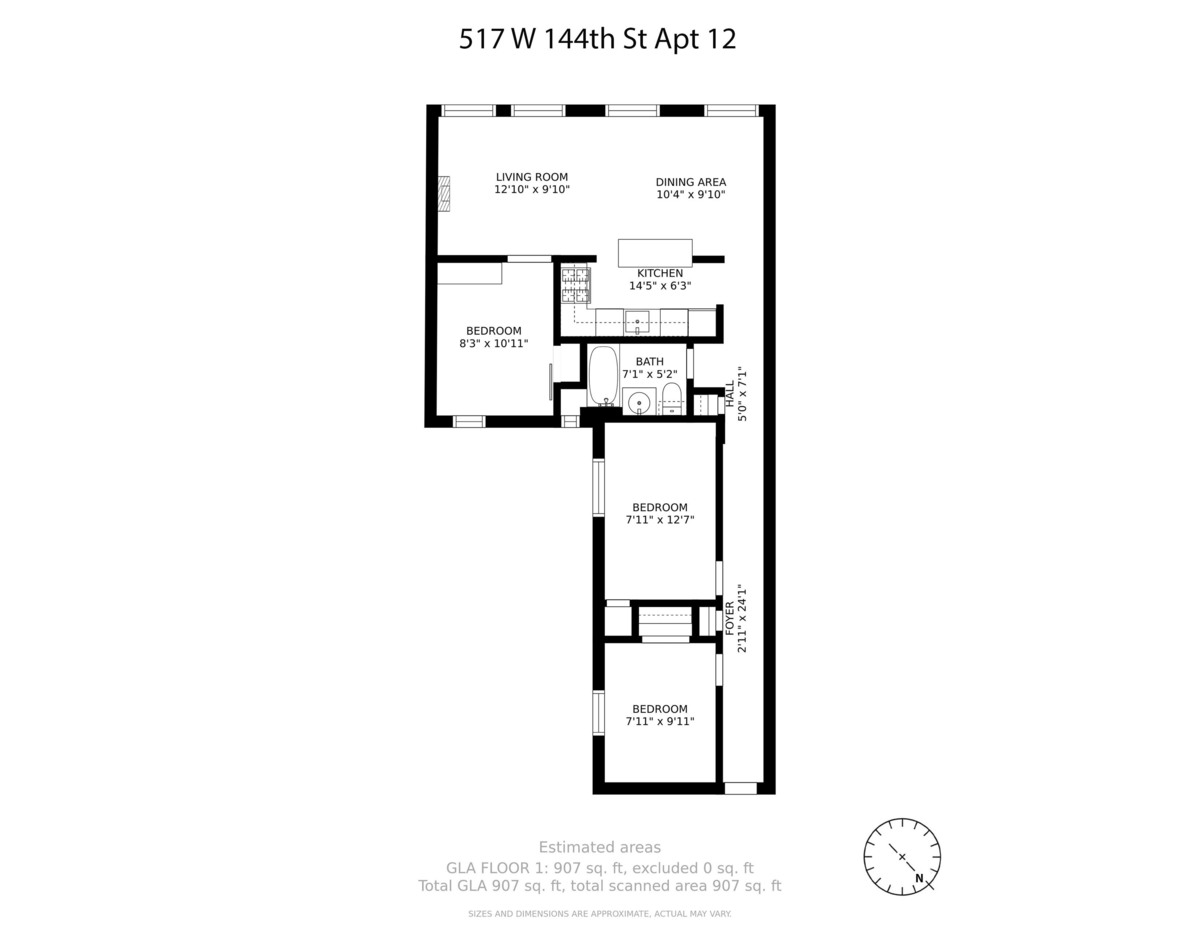 517 W 144th St Apt 12
LIVING ROOM
12'10" x 9'10"
DINING AREA
10'4" x 9'10"
KITCHEN
14'5" x 6'3"
BEDROOM
8'3" x 10'11"
BATH
7'1" x 5'2"
HALL
5'0" x 7'1"
BEDROOM
7'11" x 12'7"
FOYER
2'11" x 24'1"
BEDROOM
7'11" x 9'11"
Estimated areas
GLA FLOOR 1: 907 sq. ft, excluded 0 sq. ft
Total GLA 907 sq. ft, total scanned area 907 sq. ft
SIZES AND DIMENSIONS ARE APPROXIMATE, ACTUAL MAY VARY.
N